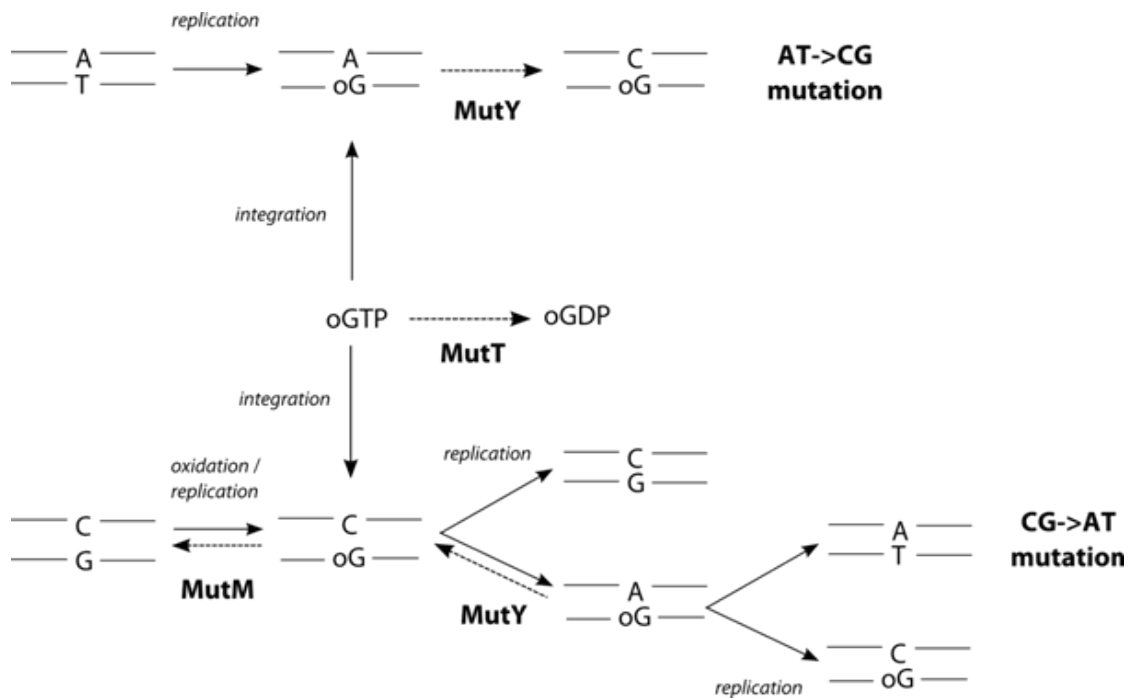 replication
A
T
A
oG
MutY
C
oG
AT->CG
mutation
integration
oGTP
MutT
oGDP
integration
oxidation /
replication
C
G
MutM
C
oG
replication
C
G
MutY
A
oG
A
T
CG->AT
mutation
replication
C
oG